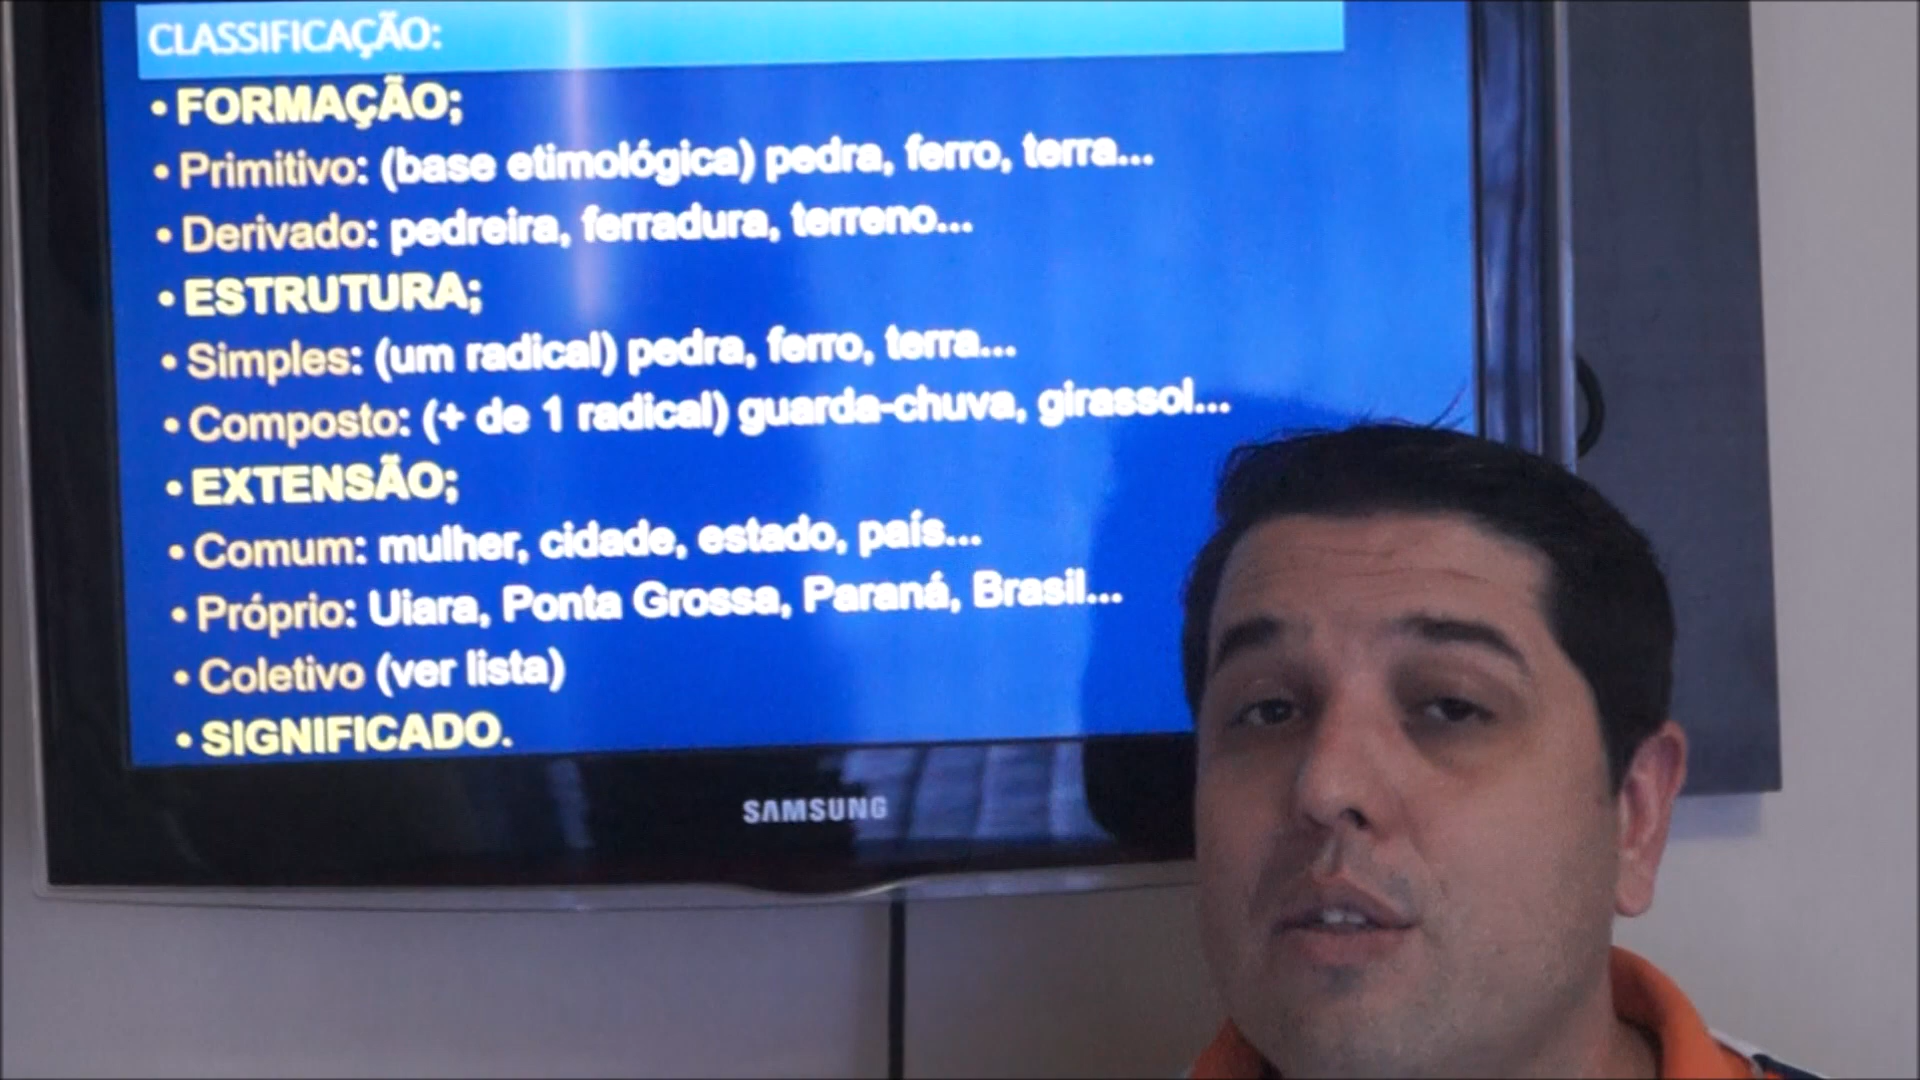 CLASSIFICAÇÃO:
• FORMAÇÃO;
• Primitivo: (base etimológica) pedra, ferro, terra...
• Derivado: pedreira, ferradura, terreno...
• ESTRUTURA;
• Simples: (um radical) pedra, ferro, terra...
• Composto: (+ de 1 radical) guarda-chuva, girassol...
• EXTENSÃO;
• Comum: mulher, cidade, estado, país...
• Próprio: Uiara, Ponta Grossa, Paraná, Brasil...
• Coletivo (ver lista)
• SIGNIFICADO.
SAMSUNG